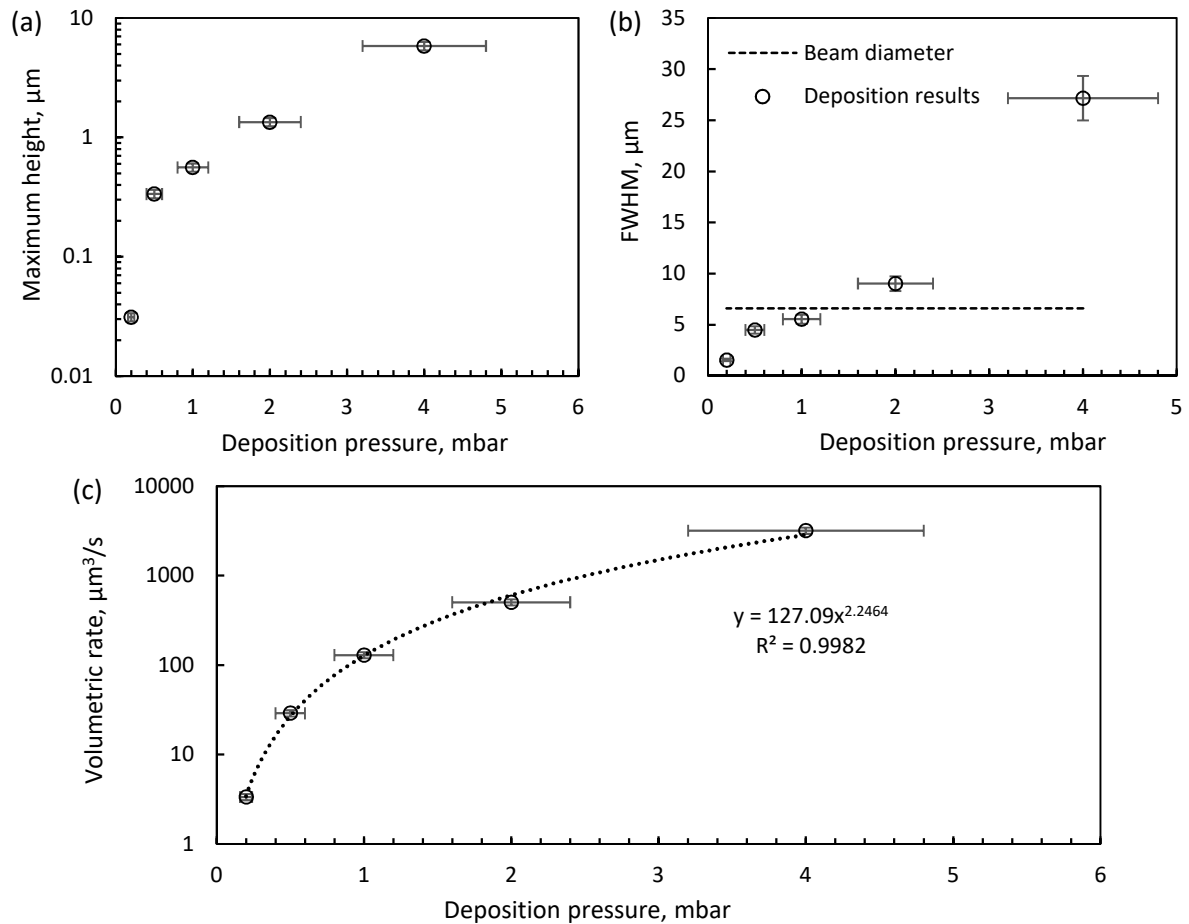 (a)
10
1
0.1
0.01
Maximum height, µm
0 1 2 3 4 5 6
Deposition pressure, mbar
(b)
35
30
25
20
15
10
5
0
FWHM, µm
Beam diameter
Deposition results
0 1 2 3 4 5
Deposition pressure, mbar
(c)
10000
1000
100
10
1
Volumetric rate, µm³/s
y = 127.09x²·²⁴⁶⁴
R² = 0.9982
0 1 2 3 4 5 6
Deposition pressure, mbar